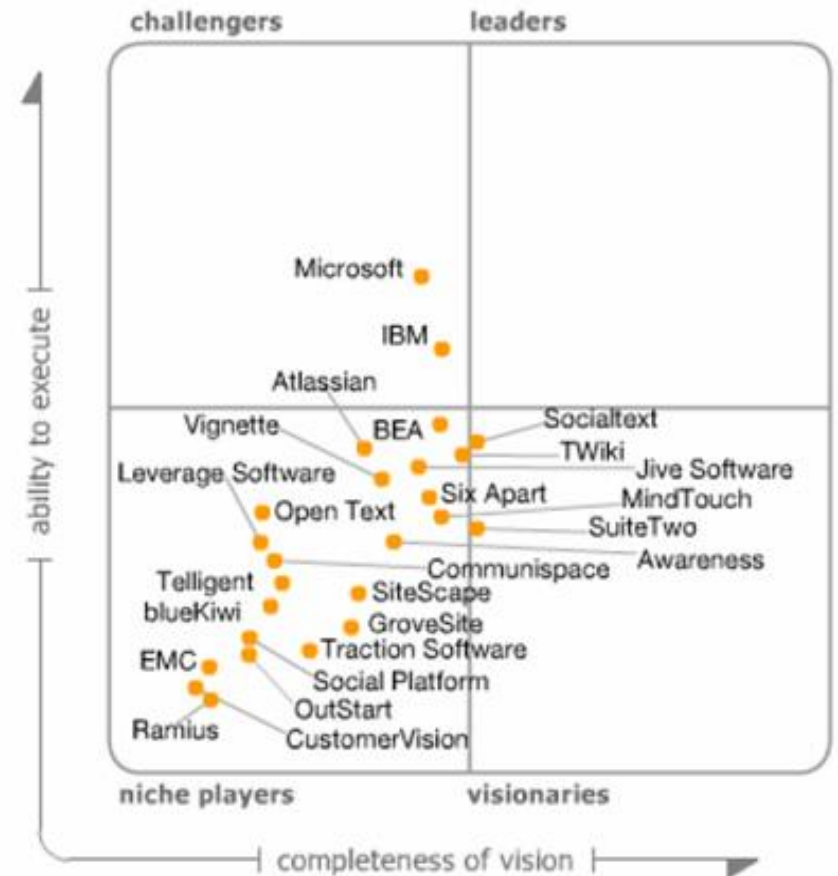 challengers
leaders
Microsoft
IBM
Atlassian
Vignette
BEA
Socialtext
TWiki
Leverage Software
Jive Software
Six Apart
MindTouch
Open Text
SuiteTwo
Awareness
Communispace
Telligent
SiteScape
blueKiwi
GroveSite
Traction Software
EMC
Social Platform
OutStart
Ramius
CustomerVision
niche players
visionaries
ability to execute
completeness of vision